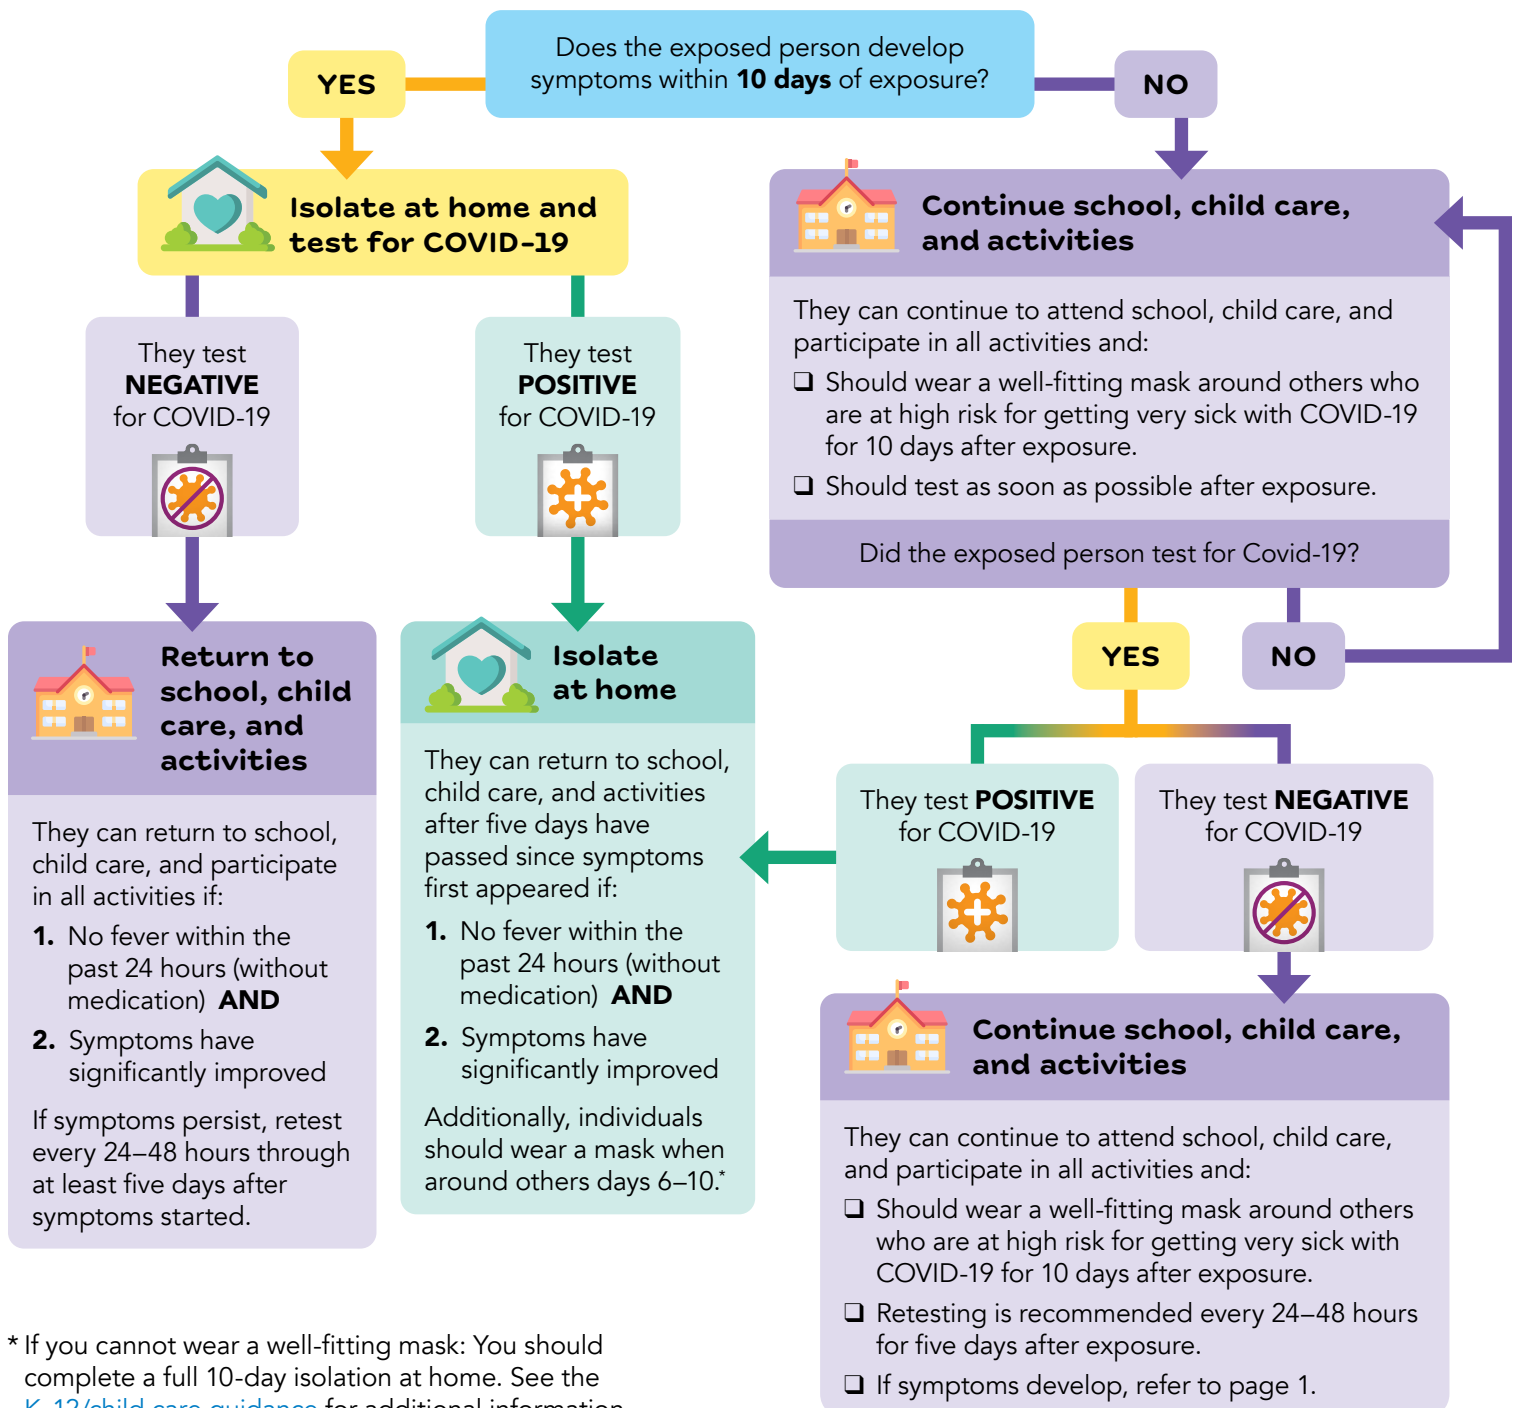 Does the exposed person develop
symptoms within 10 days of exposure?
YES
NO
Isolate at home and
test for COVID-19
They test
NEGATIVE
for COVID-19
They test
POSITIVE
for COVID-19
Return to
school, child
care, and
activities
They can return to school,
child care, and participate
in all activities if:
1. No fever within the
past 24 hours (without
medication) AND
2. Symptoms have
significantly improved
If symptoms persist, retest
every 24–48 hours through
at least five days after
symptoms started.
Isolate
at home
They can return to school,
child care, and activities
after five days have
passed since symptoms
first appeared if:
1. No fever within the
past 24 hours (without
medication) AND
2. Symptoms have
significantly improved
Additionally, individuals
should wear a mask when
around others days 6–10.*
Continue school, child care,
and activities
They can continue to attend school, child care, and
participate in all activities and:
❑ Should wear a well-fitting mask around others who
are at high risk for getting very sick with COVID-19
for 10 days after exposure.
❑ Should test as soon as possible after exposure.
Did the exposed person test for Covid-19?
YES
NO
They test POSITIVE
for COVID-19
They test NEGATIVE
for COVID-19
Continue school, child care,
and activities
They can continue to attend school, child care,
and participate in all activities and:
❑ Should wear a well-fitting mask around others
who are at high risk for getting very sick with
COVID-19 for 10 days after exposure.
❑ Retesting is recommended every 24–48 hours
for five days after exposure.
❑ If symptoms develop, refer to page 1.
* If you cannot wear a well-fitting mask: You should
complete a full 10-day isolation at home. See the
K–12/child care guidance for additional information